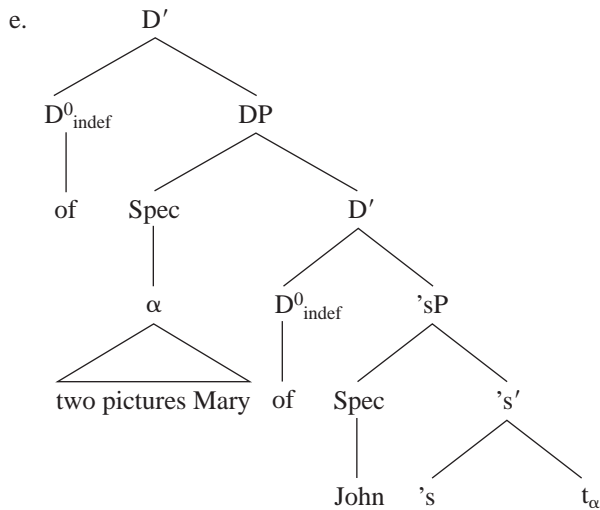 e. D′
D⁰indef DP
of Spec D′
α D⁰indef ’sP
two pictures Mary of Spec ’s′
John ’s tα